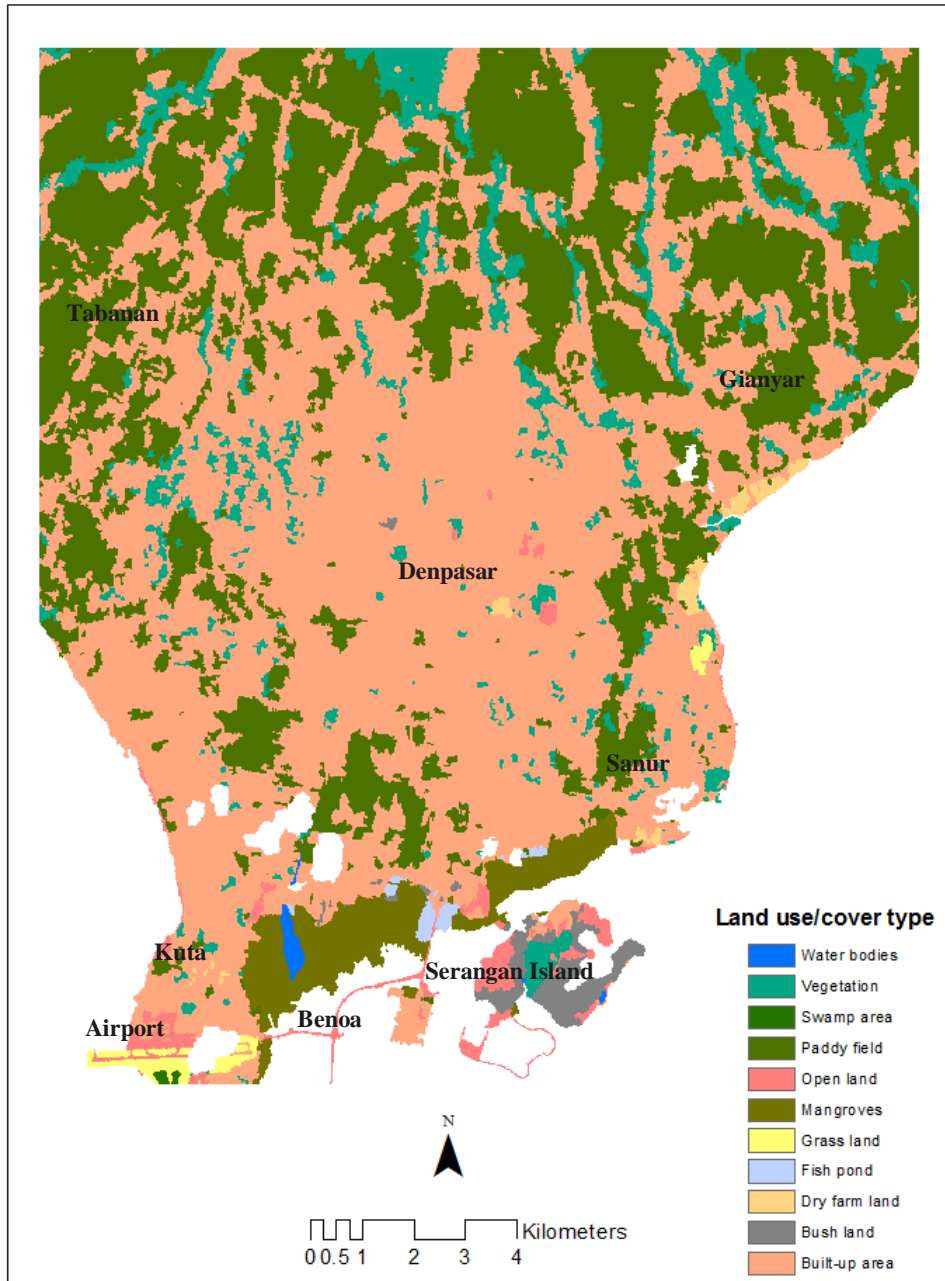 Tabanan
Gianyar
Denpasar
Sanur
Kuta
Serangan Island
Benoa
Airport
Land use/cover type
Water bodies
Vegetation
Swamp area
Paddy field
Open land
Mangroves
Grass land
Fish pond
Dry farm land
Bush land
Built-up area
N
Kilometers
0 0.5 1 2 3 4